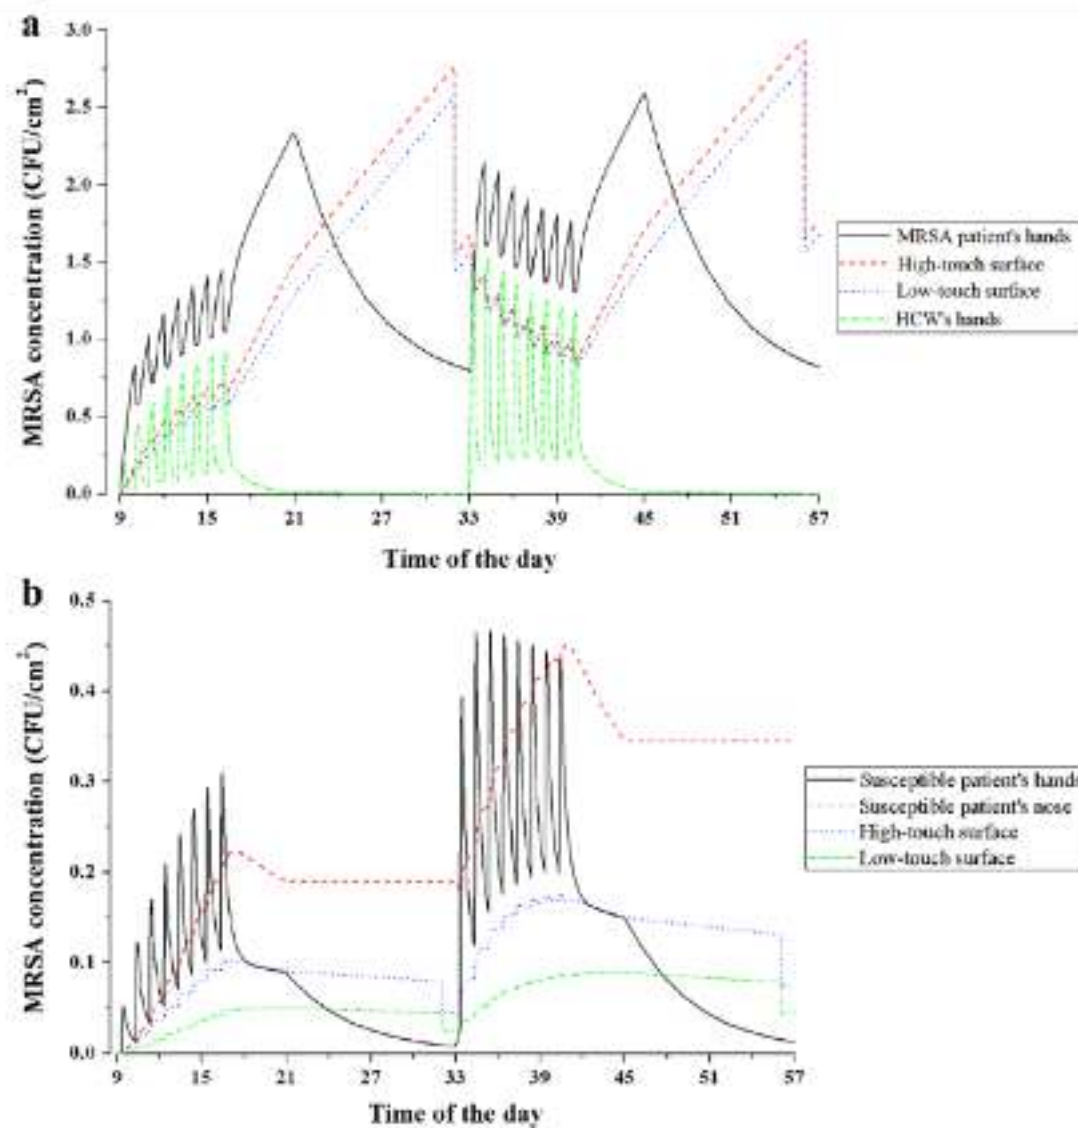 a
MRSA concentration (CFU/cm²)
3.0
2.5
2.0
1.5
1.0
0.5
0.0
9 15 21 27 33 39 45 51 57
Time of the day
MRSA patient's hands
High-touch surface
Low-touch surface
HCW's hands
b
MRSA concentration (CFU/cm²)
0.5
0.4
0.3
0.2
0.1
0.0
9 15 21 27 33 39 45 51 57
Time of the day
Susceptible patient's hands
Susceptible patient's nose
High-touch surface
Low-touch surface